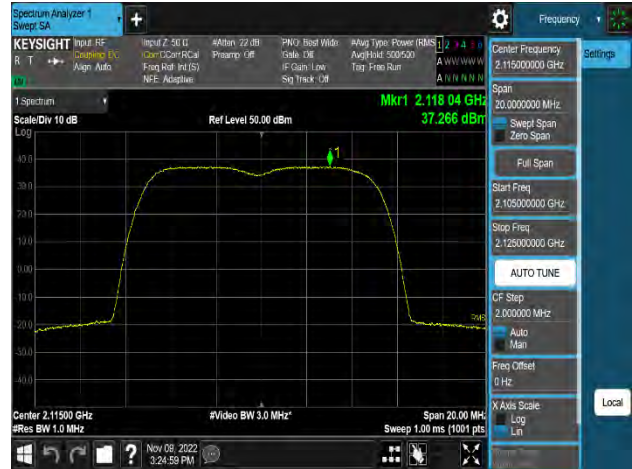 Spectrum Analyzer 1
Swept SA
Frequency
KEYSIGHT
Input: RF
Coupling: DC
Align: Auto
Input Z: 50 Ω
Corr CCorr RCal
Freq Ref: Int (S)
NFE: Adaptive
#Atten: 22 dB
Preamp: Off
PNO: Best Wide
Gate: Off
IF Gain: Low
Sig Track: Off
#Avg Type: Power (RMS
Avg|Hold: 500/500
Trig: Free Run
1 2 3 4 5 6
A W W W W W
A N N N N N
R T
1 Spectrum
Scale/Div 10 dB
Ref Level 50.00 dBm
Mkr1 2.118 04 GHz
37.266 dBm
Log
40.0
30.0
20.0
10.0
0.00
-10.0
-20.0
-30.0
-40.0
1
RMS
Center 2.11500 GHz
#Res BW 1.0 MHz
#Video BW 3.0 MHz*
Span 20.00 MHz
Sweep 1.00 ms (1001 pts
Center Frequency
2.115000000 GHz
Settings
Span
20.0000000 MHz
Swept Span
Zero Span
Full Span
Start Freq
2.105000000 GHz
Stop Freq
2.125000000 GHz
AUTO TUNE
CF Step
2.000000 MHz
Auto
Man
Freq Offset
0 Hz
X Axis Scale
Log
Lin
Local
Nov 09, 2022
3:24:59 PM